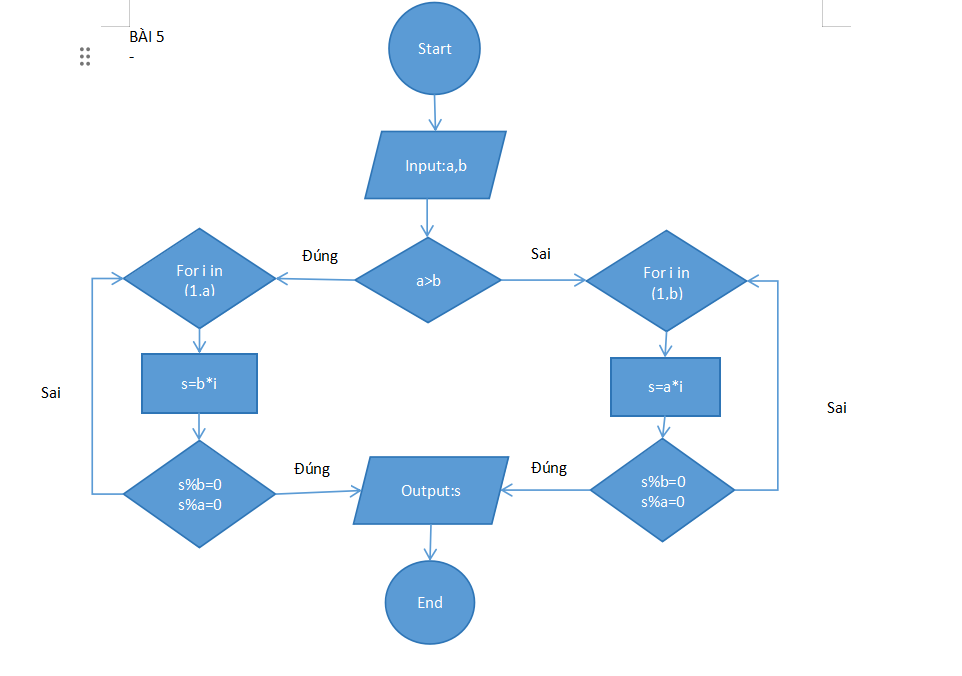 BÀI 5
-
Start
Input:a,b
a>b
Đúng
Sai
For i in
(1.a)
For i in
(1,b)
s=b*i
s=a*i
Sai
Sai
s%b=0
s%a=0
Đúng
Output:s
Đúng
s%b=0
s%a=0
End